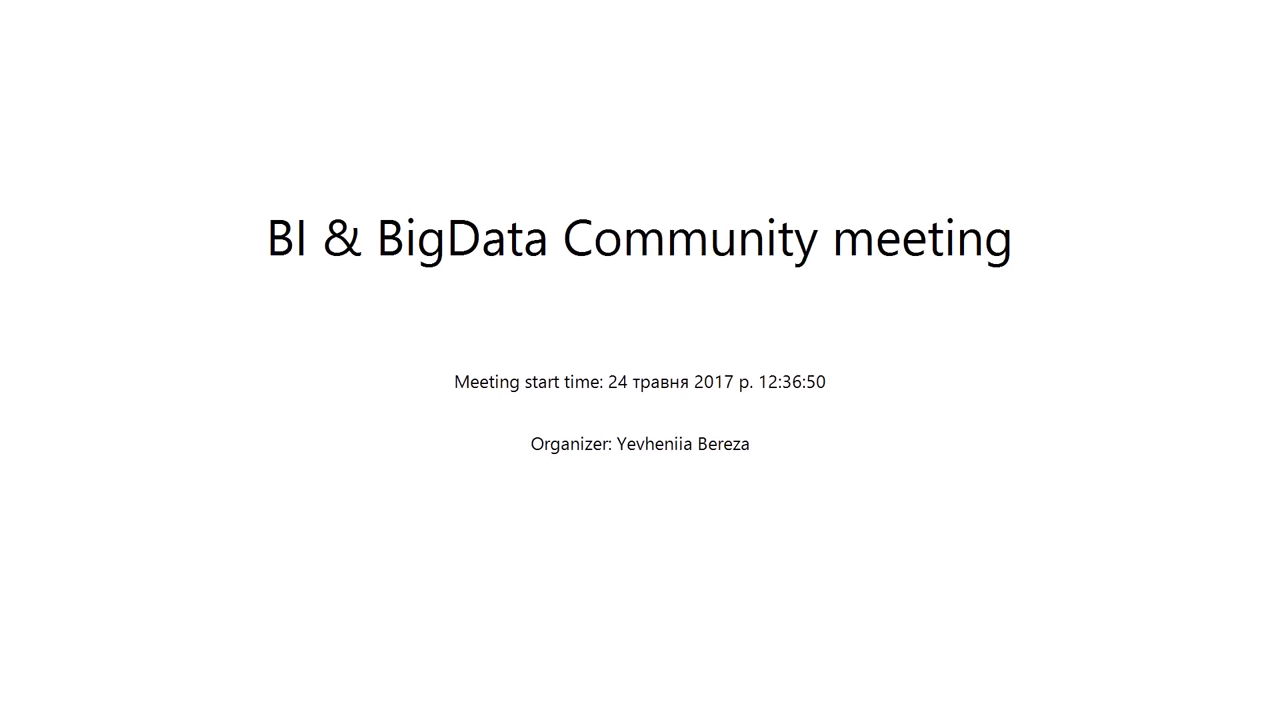 BI & BigData Community meeting
Meeting start time: 24 травня 2017 р. 12:36:50
Organizer: Yevheniia Bereza